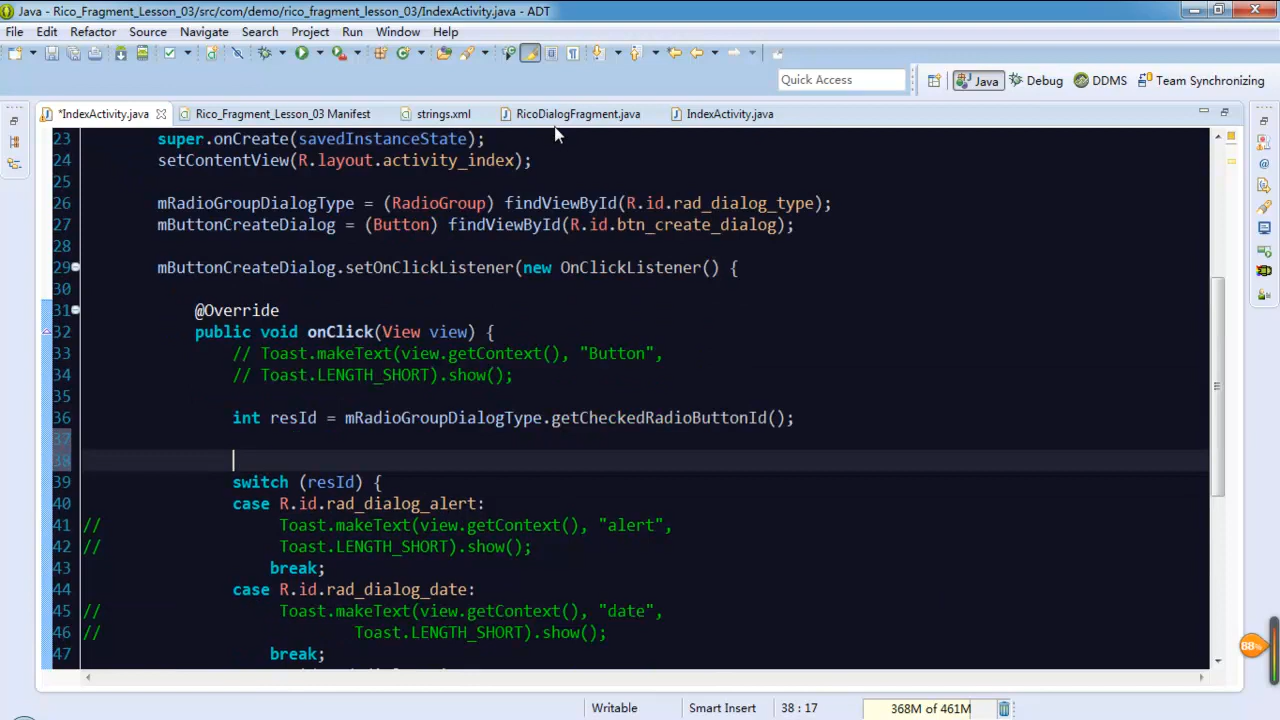 Java - Rico_Fragment_Lesson_03/src/com/demo/rico_fragment_lesson_03/IndexActivity.java - ADT
File Edit Refactor Source Navigate Search Project Run Window Help
Quick Access Java Debug DDMS Team Synchronizing
*IndexActivity.java Rico_Fragment_Lesson_03 Manifest strings.xml RicoDialogFragment.java IndexActivity.java
23 super.onCreate(savedInstanceState);
24 setContentView(R.layout.activity_index);
25
26 mRadioGroupDialogType = (RadioGroup) findViewById(R.id.rad_dialog_type);
27 mButtonCreateDialog = (Button) findViewById(R.id.btn_create_dialog);
28
29 mButtonCreateDialog.setOnClickListener(new OnClickListener() {
30
31 @Override
32 public void onClick(View view) {
33 // Toast.makeText(view.getContext(), "Button",
34 // Toast.LENGTH_SHORT).show();
35
36 int resId = mRadioGroupDialogType.getCheckedRadioButtonId();
37
38
39 switch (resId) {
40 case R.id.rad_dialog_alert:
41 // Toast.makeText(view.getContext(), "alert",
42 // Toast.LENGTH_SHORT).show();
43 break;
44 case R.id.rad_dialog_date:
45 // Toast.makeText(view.getContext(), "date",
46 // Toast.LENGTH_SHORT).show();
47 break;
88%
Writable Smart Insert 38 : 17 368M of 461M